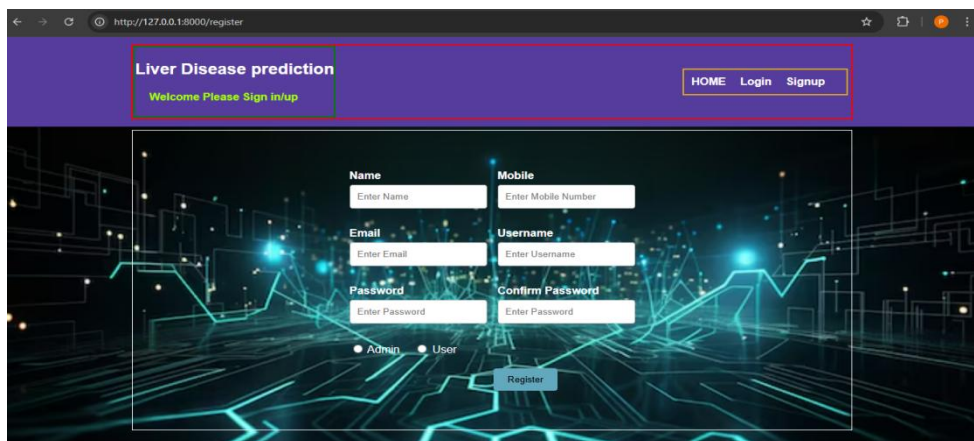 http://127.0.0.1:8000/register
P
Liver Disease prediction
Welcome Please Sign in/up
HOME Login Signup
Name Mobile
Enter Name Enter Mobile Number
Email Username
Enter Email Enter Username
Password Confirm Password
Enter Password Enter Password
Admin User
Register